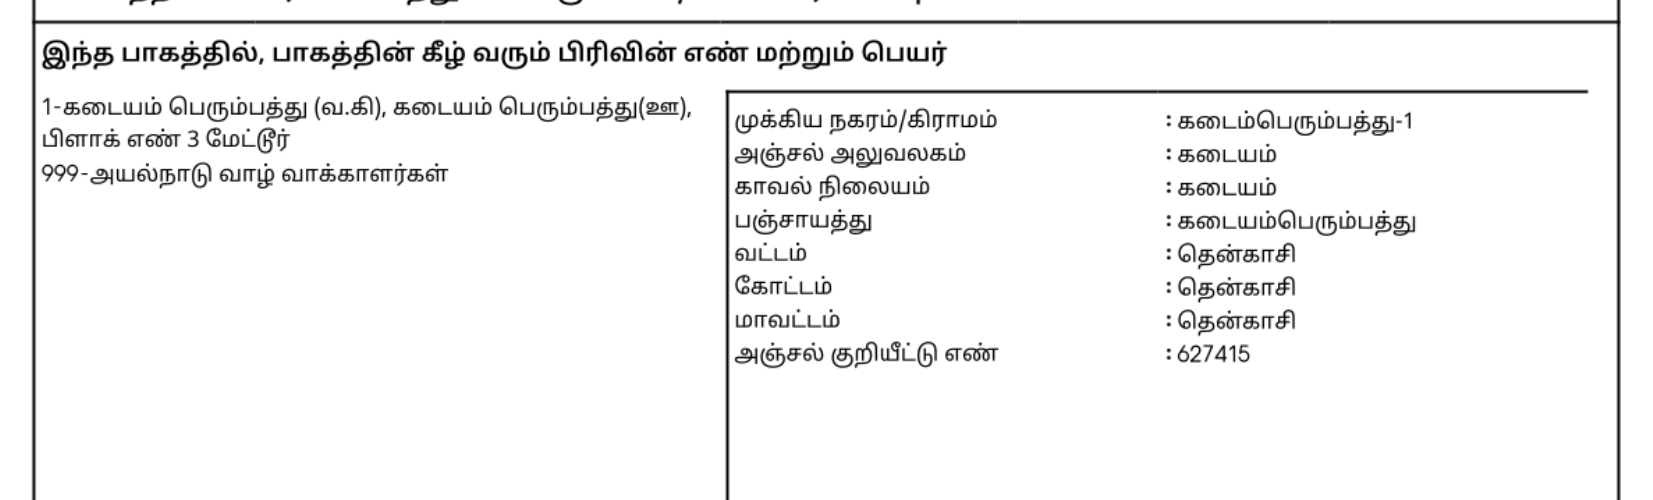 இந்த பாகத்தில், பாகத்தின் கீழ் வரும் பிரிவின் எண் மற்றும் பெயர்
1-கடையம் பெரும்பத்து (வ.கி), கடையம் பெரும்பத்து(ஊ),
பிளாக் எண் 3 மேட்டூர்
999-அயல்நாடு வாழ் வாக்காளர்கள்
முக்கிய நகரம்/கிராமம் : கடைம்பெரும்பத்து-1
அஞ்சல் அலுவலகம் : கடையம்
காவல் நிலையம் : கடையம்
பஞ்சாயத்து : கடையம்பெரும்பத்து
வட்டம் : தென்காசி
கோட்டம் : தென்காசி
மாவட்டம் : தென்காசி
அஞ்சல் குறியீட்டு எண் : 627415